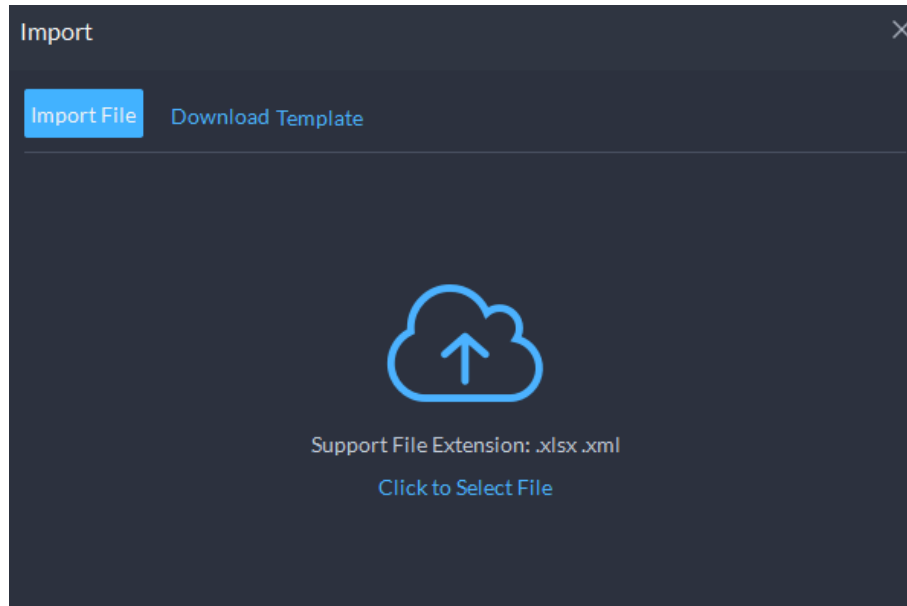 Import
Import File
Download Template
Support File Extension: .xlsx .xml
Click to Select File